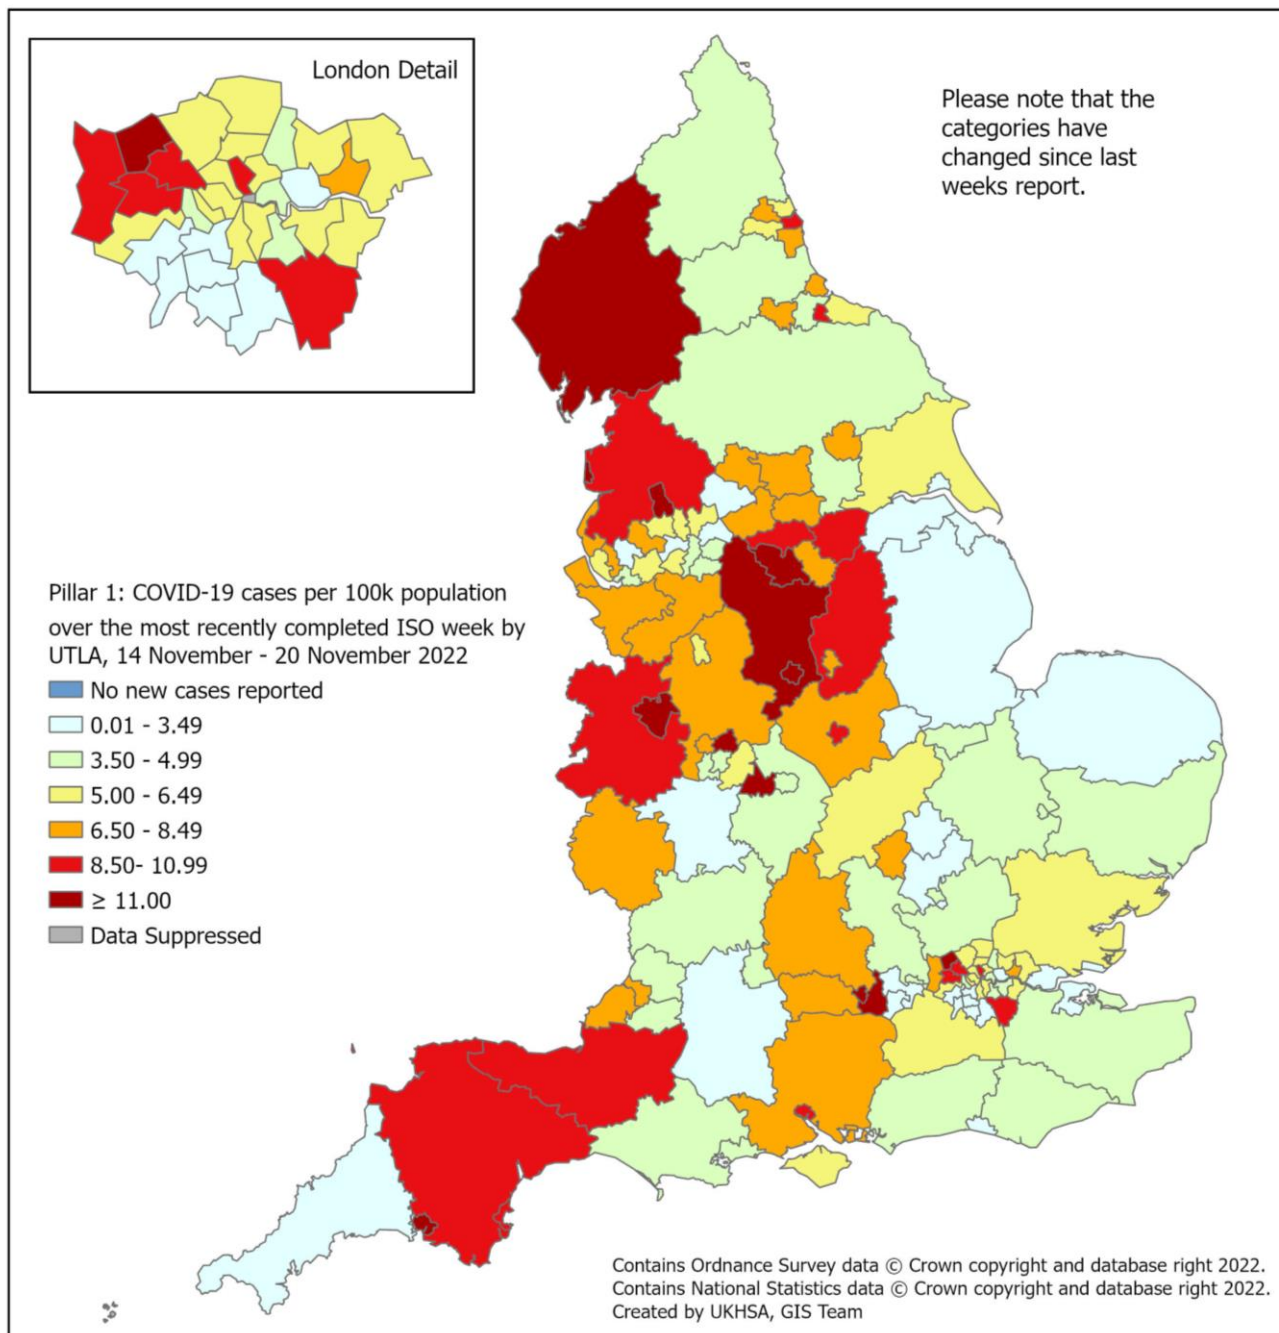 London Detail
Please note that the
categories have
changed since last
weeks report.
Pillar 1: COVID-19 cases per 100k population
over the most recently completed ISO week by
UTLA, 14 November - 20 November 2022
No new cases reported
0.01 - 3.49
3.50 - 4.99
5.00 - 6.49
6.50 - 8.49
8.50- 10.99
≥ 11.00
Data Suppressed
Contains Ordnance Survey data © Crown copyright and database right 2022.
Contains National Statistics data © Crown copyright and database right 2022.
Created by UKHSA, GIS Team